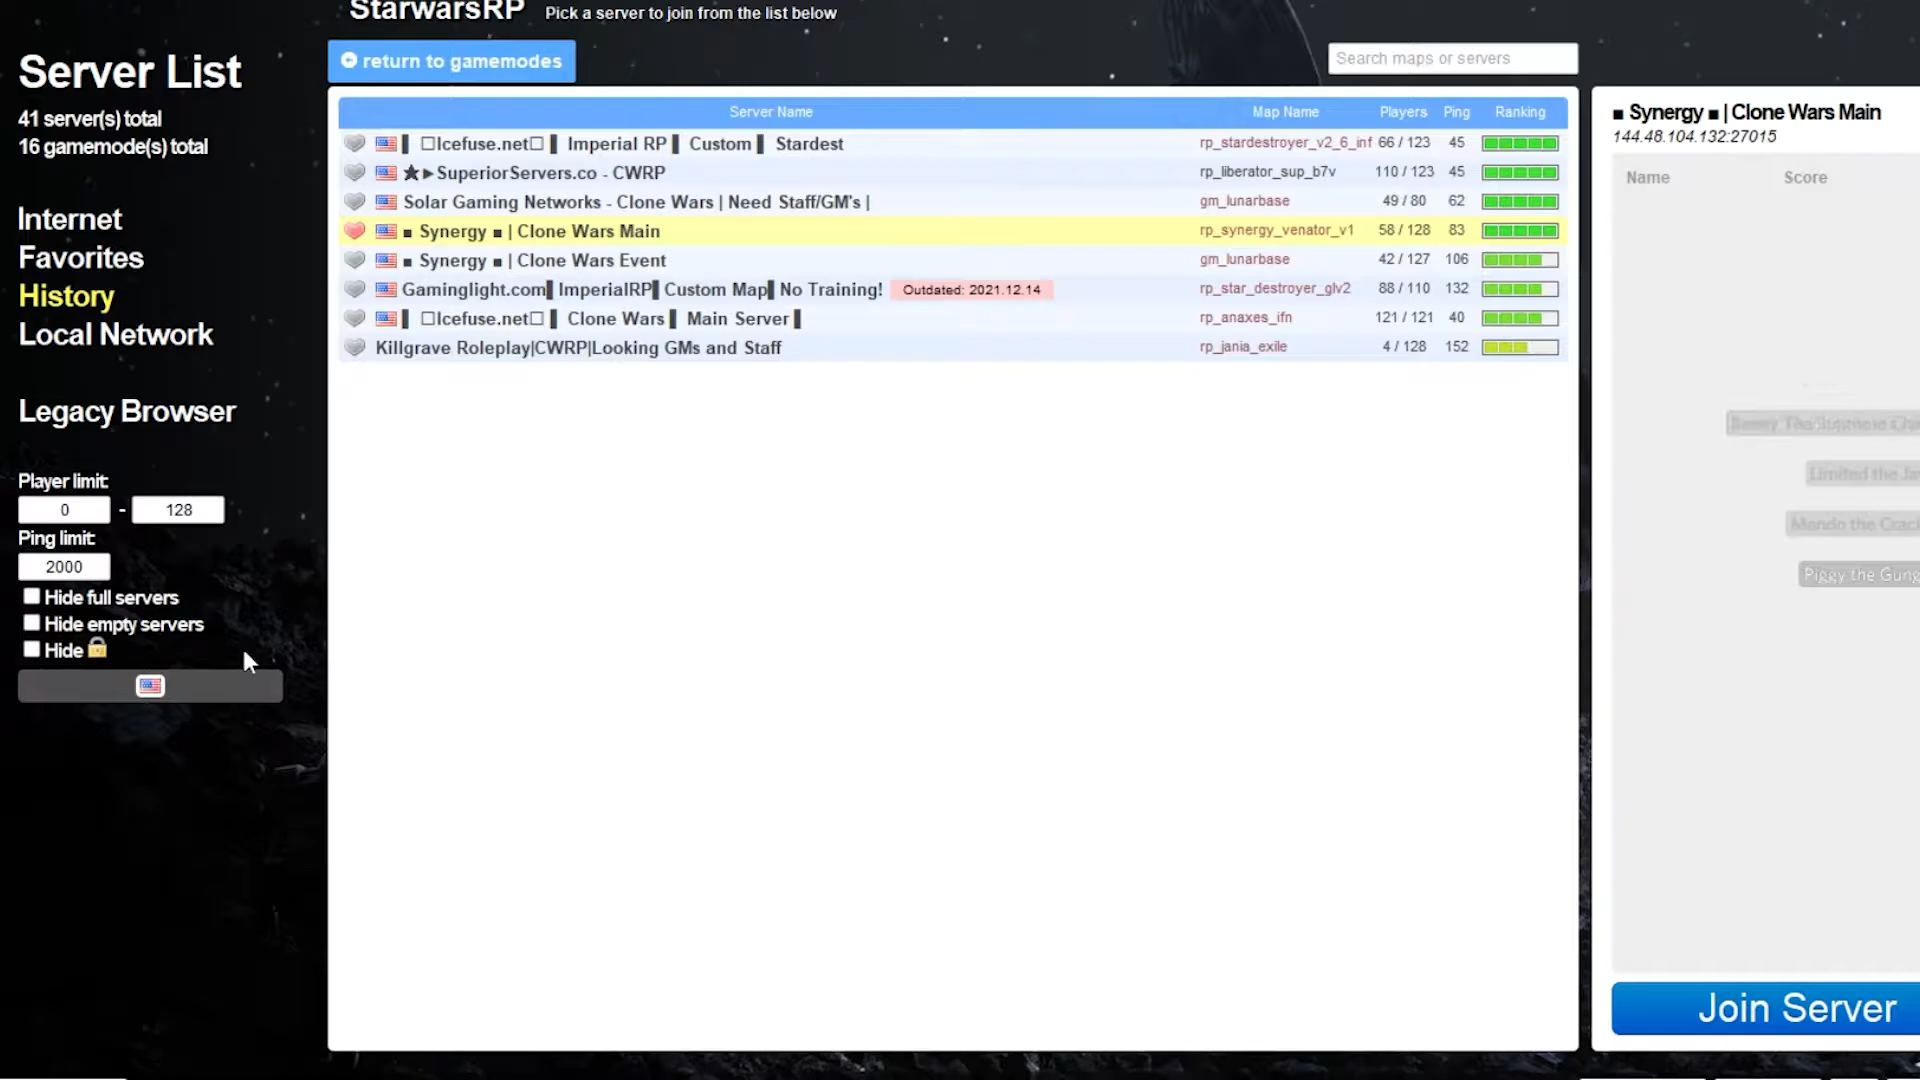 StarwarsRP Pick a server to join from the list below
Server List
41 server(s) total
16 gamemode(s) total
Internet
Favorites
History
Local Network
Legacy Browser
Player limit:
0 - 128
Ping limit:
2000
Hide full servers
Hide empty servers
Hide
return to gamemodes
Search maps or servers
Server Name Map Name Players Ping Ranking
▌ □Icefuse.net□ ▌ Imperial RP ▌ Custom ▌ Stardest rp_stardestroyer_v2_6_inf 66 / 123 45
★►SuperiorServers.co - CWRP rp_liberator_sup_b7v 110 / 123 45
Solar Gaming Networks - Clone Wars | Need Staff/GM's | gm_lunarbase 49 / 80 62
■ Synergy ■ | Clone Wars Main rp_synergy_venator_v1 58 / 128 83
■ Synergy ■ | Clone Wars Event gm_lunarbase 42 / 127 106
Gaminglight.com▌ImperialRP▌Custom Map▌No Training! Outdated: 2021.12.14 rp_star_destroyer_glv2 88 / 110 132
▌ □Icefuse.net□ ▌ Clone Wars ▌ Main Server ▌ rp_anaxes_ifn 121 / 121 40
Killgrave Roleplay|CWRP|Looking GMs and Staff rp_jania_exile 4 / 128 152
■ Synergy ■ | Clone Wars Main
144.48.104.132:27015
Name Score
Limited the
Mando the
Piggy the Gung
Join Server